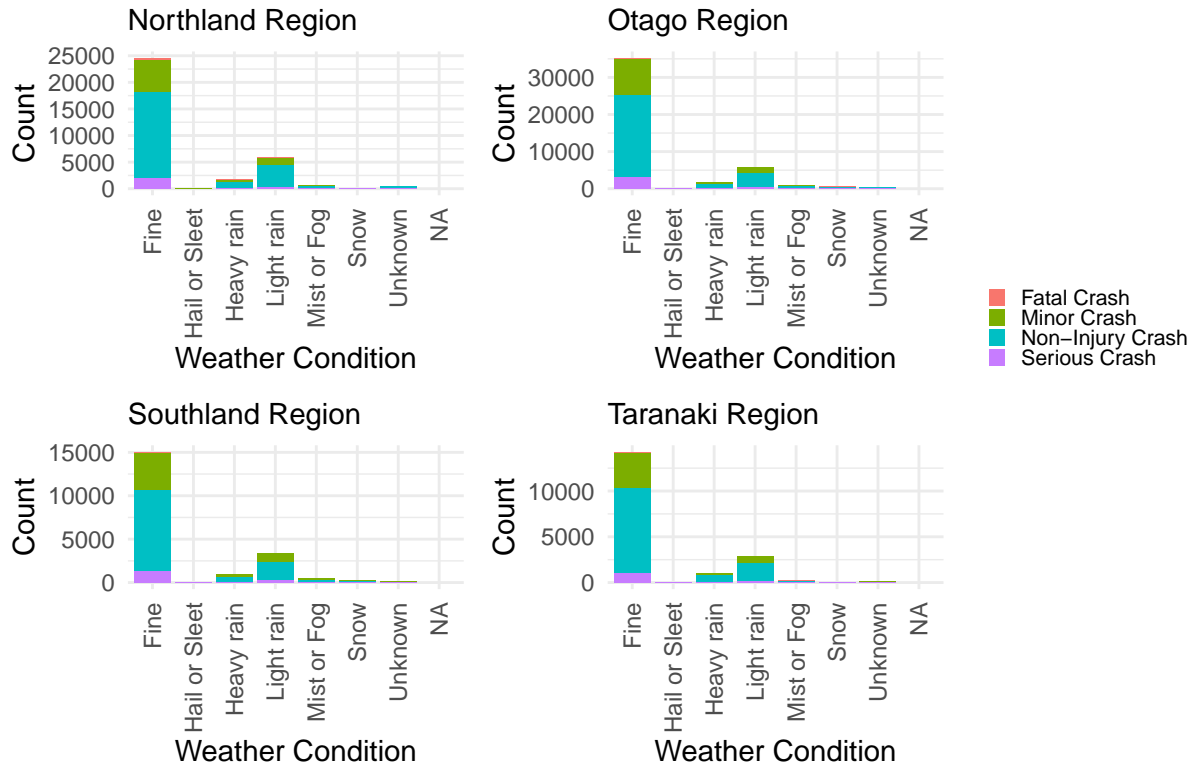 Northland Region
Count
25000
20000
15000
10000
5000
0
Fine
Hail or Sleet
Heavy rain
Light rain
Mist or Fog
Snow
Unknown
NA
Weather Condition
Otago Region
Count
30000
20000
10000
0
Fine
Hail or Sleet
Heavy rain
Light rain
Mist or Fog
Snow
Unknown
NA
Weather Condition
Fatal Crash
Minor Crash
Non−Injury Crash
Serious Crash
Southland Region
Count
15000
10000
5000
0
Fine
Hail or Sleet
Heavy rain
Light rain
Mist or Fog
Snow
Unknown
NA
Weather Condition
Taranaki Region
Count
10000
5000
0
Fine
Hail or Sleet
Heavy rain
Light rain
Mist or Fog
Snow
Unknown
NA
Weather Condition